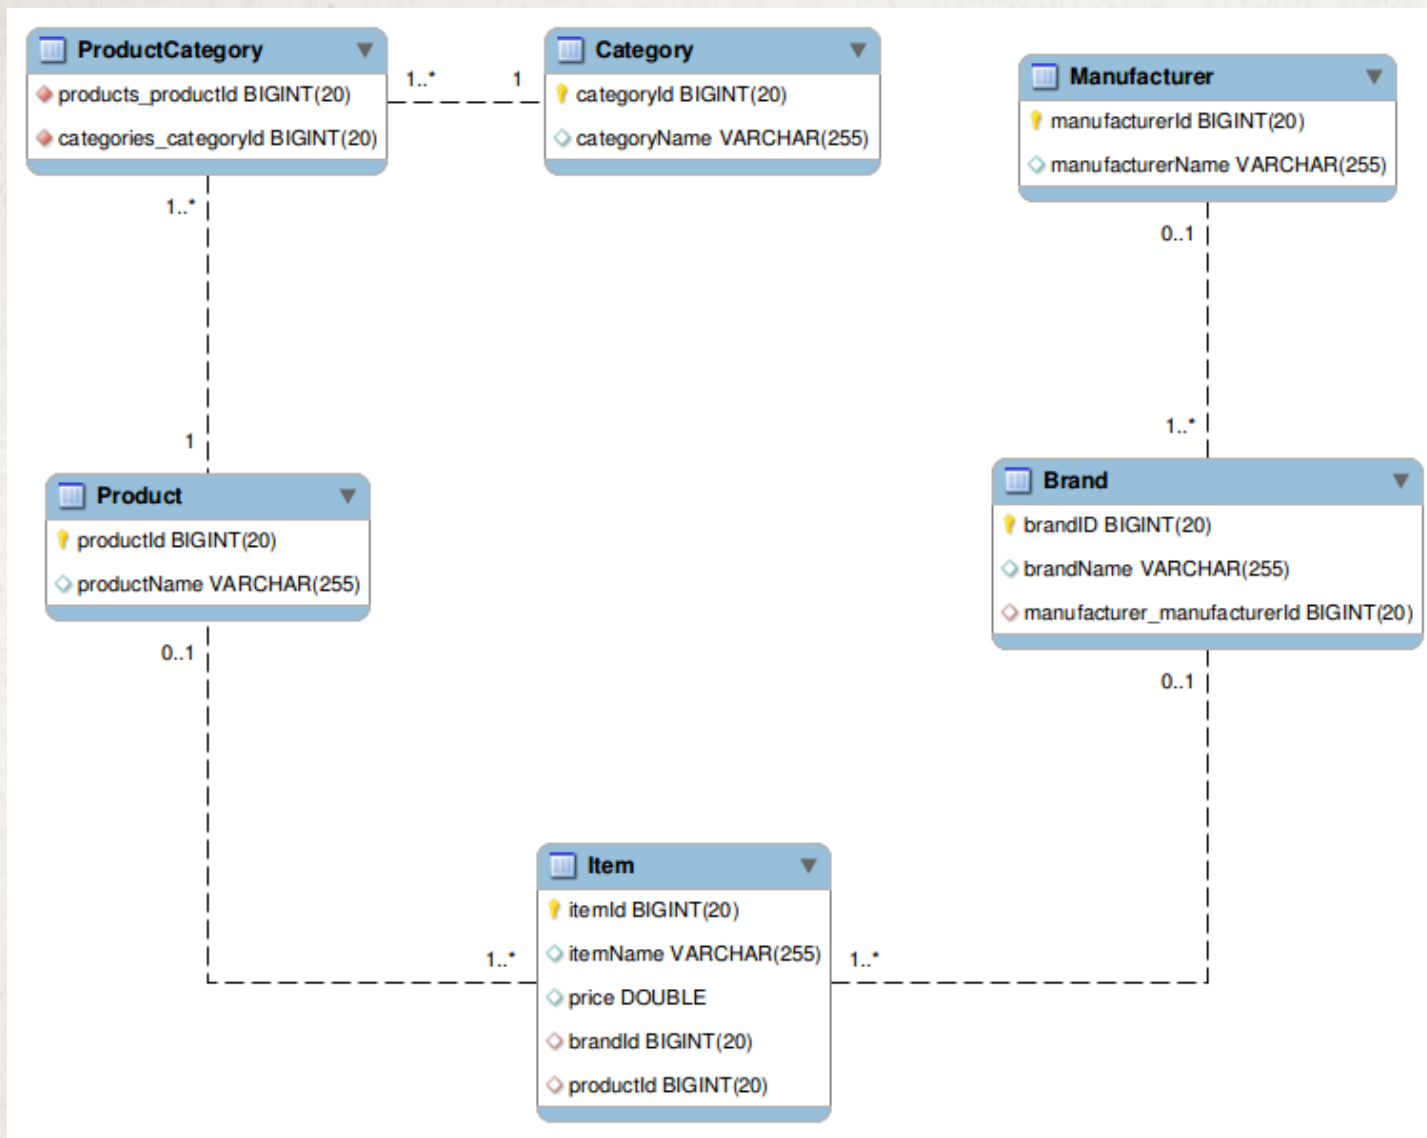 ProductCategory
products_productId BIGINT(20)
categories_categoryId BIGINT(20)
1..*
1
Category
categoryId BIGINT(20)
categoryName VARCHAR(255)
Manufacturer
manufacturerId BIGINT(20)
manufacturerName VARCHAR(255)
1..*
0..1
1
1..*
Product
productId BIGINT(20)
productName VARCHAR(255)
Brand
brandID BIGINT(20)
brandName VARCHAR(255)
manufacturer_manufacturerId BIGINT(20)
0..1
0..1
Item
itemId BIGINT(20)
itemName VARCHAR(255)
price DOUBLE
brandId BIGINT(20)
productId BIGINT(20)
1..*
1..*